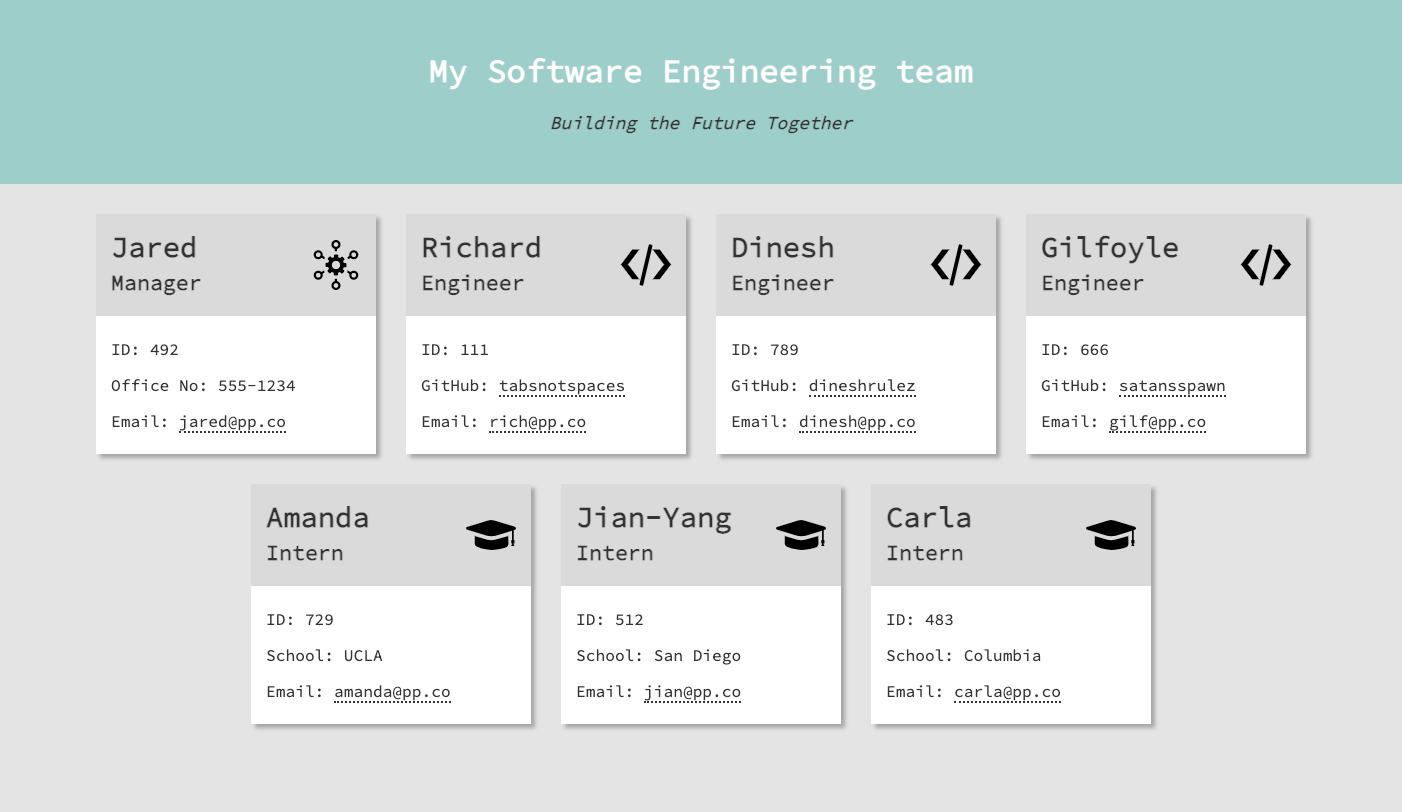 My Software Engineering team
Building the Future Together
Jared
Manager
ID: 492
Office No: 555-1234
Email: jared@pp.co
Richard
Engineer
ID: 111
GitHub: tabsnotspaces
Email: rich@pp.co
Dinesh
Engineer
ID: 789
GitHub: dineshrulez
Email: dinesh@pp.co
Gilfoyle
Engineer
ID: 666
GitHub: satansspawn
Email: gilf@pp.co
Amanda
Intern
ID: 729
School: UCLA
Email: amanda@pp.co
Jian-Yang
Intern
ID: 512
School: San Diego
Email: jian@pp.co
Carla
Intern
ID: 483
School: Columbia
Email: carla@pp.co